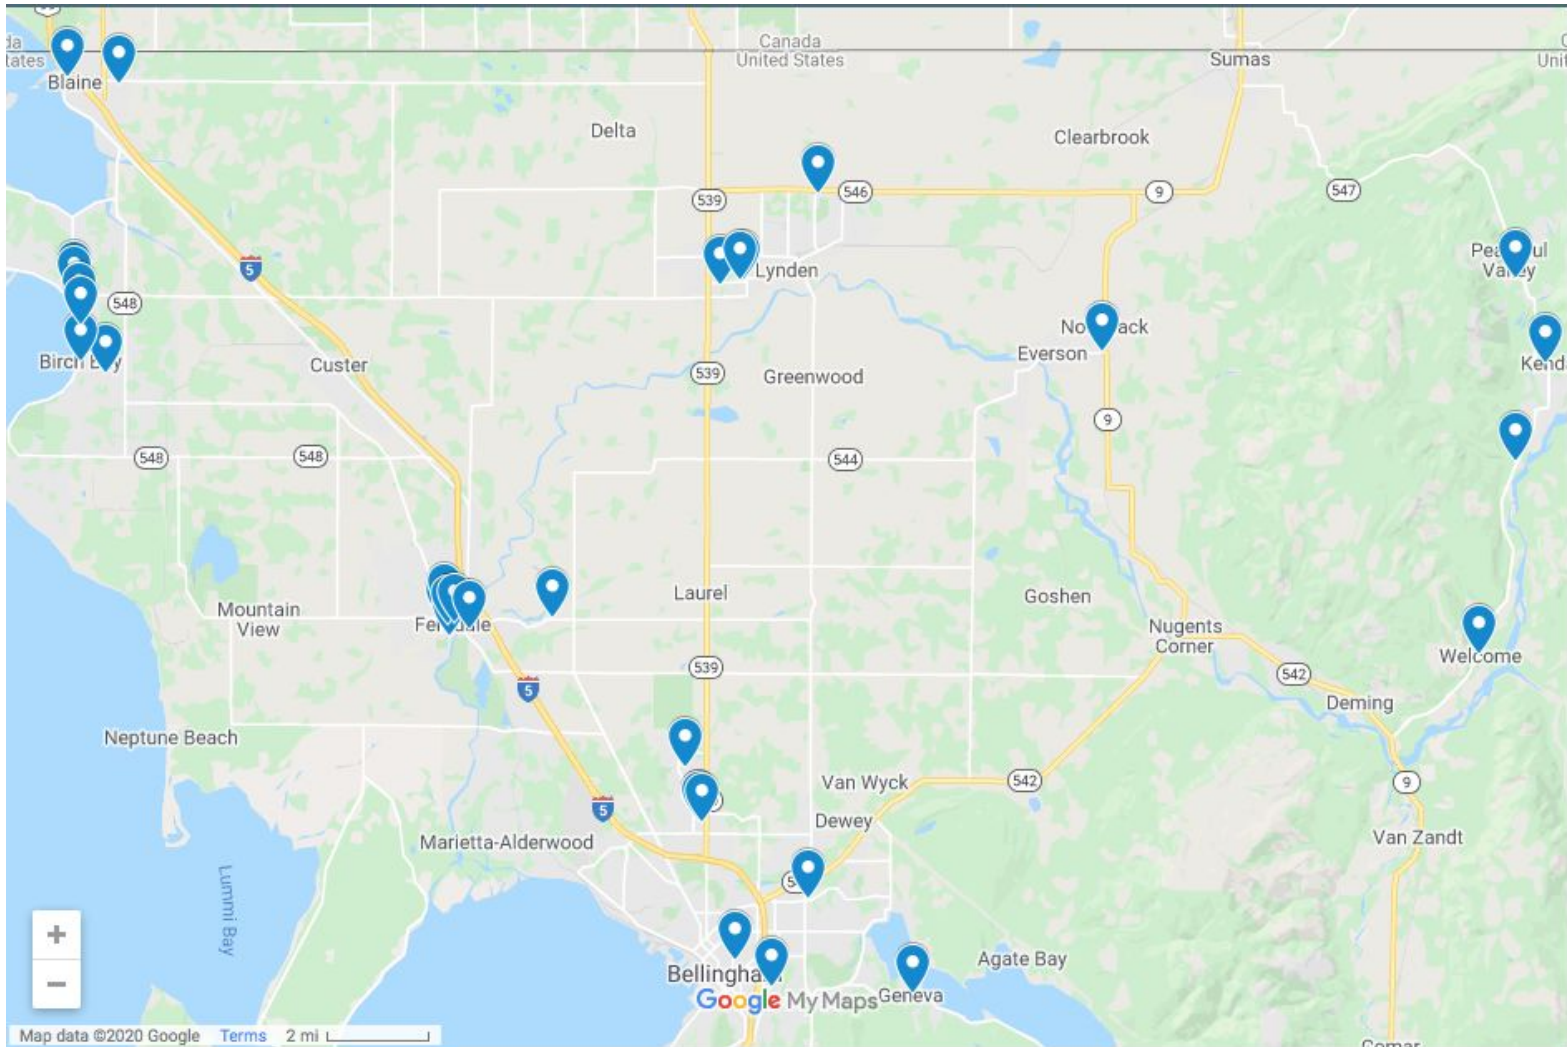 Canada
United States
Sumas
Blaine
Delta
Clearbrook
539
546
9
547
5
Lynden
548
Custer
Everson
539
Greenwood
9
548
548
544
Mountain
View
Laurel
Goshen
Nugents
Corner
539
Welcome
5
542
Deming
Neptune Beach
Van Wyck
542
9
5
Dewey
Van Zandt
Marietta-Alderwood
Lummi Bay
+
Agate Bay
−
Google My Maps
Geneva
Map data ©2020 Google Terms 2 mi